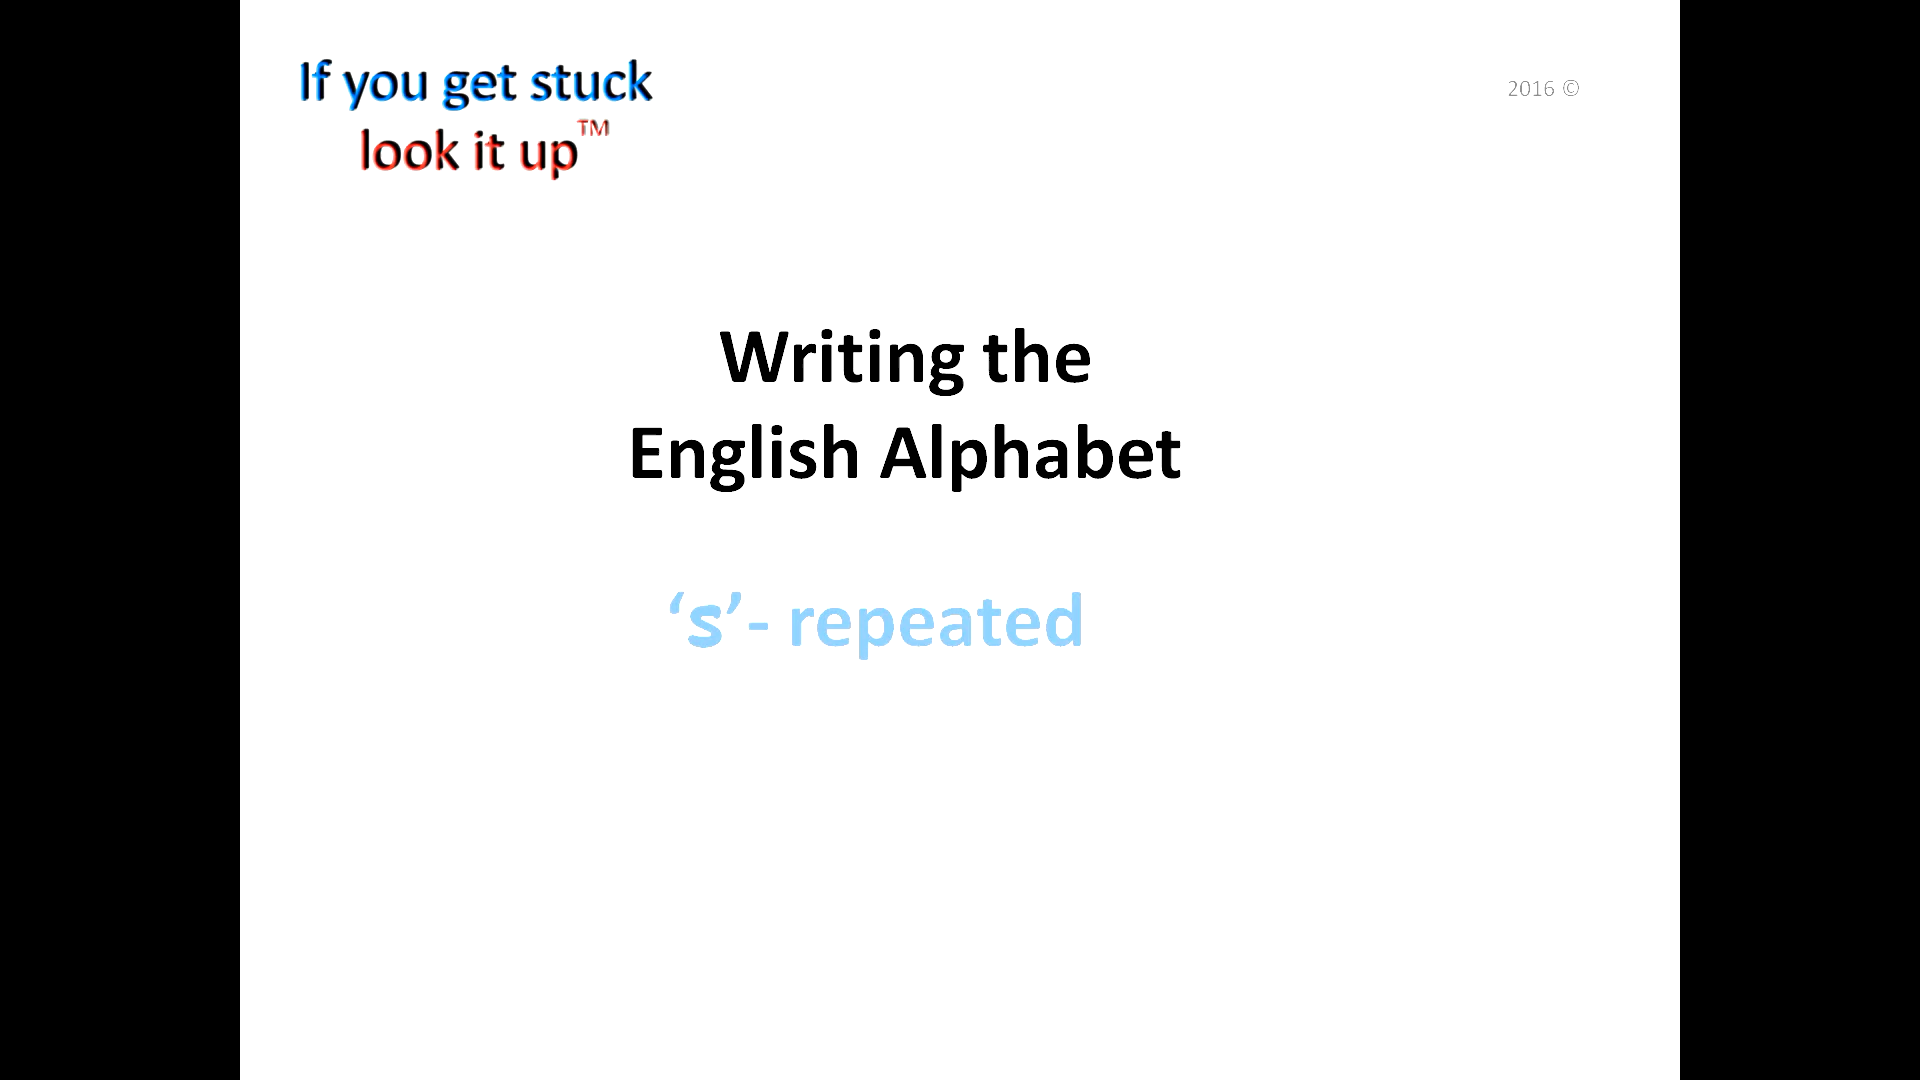 If you get stuck
look it up™
2016 ©
Writing the
English Alphabet
‘s’- repeated